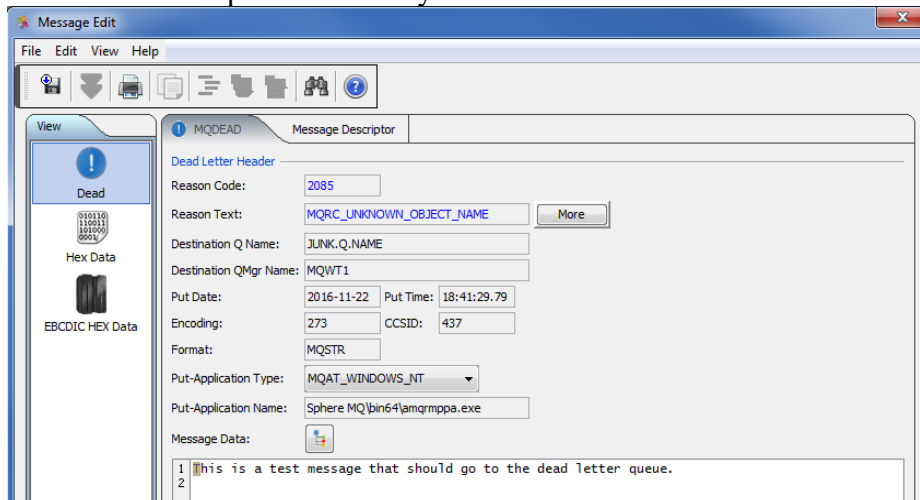 Message Edit
File Edit View Help
View
MQDEAD Message Descriptor
Dead
Hex Data
EBCDIC HEX Data
Dead Letter Header
Reason Code: 2085
Reason Text: MQRC_UNKNOWN_OBJECT_NAME More
Destination Q Name: JUNK.Q.NAME
Destination QMgr Name: MQWT1
Put Date: 2016-11-22 Put Time: 18:41:29.79
Encoding: 273 CCSID: 437
Format: MQSTR
Put-Application Type: MQAT_WINDOWS_NT
Put-Application Name: Sphere MQ\bin64\amqrmppa.exe
Message Data:
1 This is a test message that should go to the dead letter queue.
2